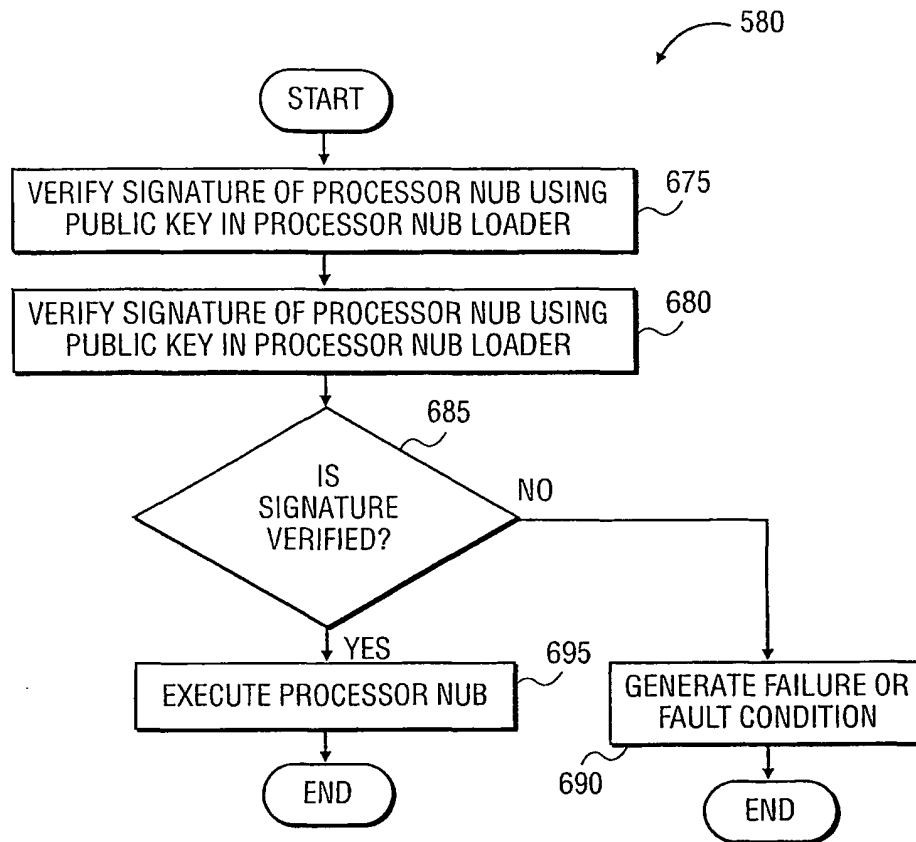 580
START
VERIFY SIGNATURE OF PROCESSOR NUB USING
PUBLIC KEY IN PROCESSOR NUB LOADER
675
VERIFY SIGNATURE OF PROCESSOR NUB USING
PUBLIC KEY IN PROCESSOR NUB LOADER
680
685
IS
SIGNATURE
VERIFIED?
NO
YES
EXECUTE PROCESSOR NUB
695
GENERATE FAILURE OR
FAULT CONDITION
690
END
END